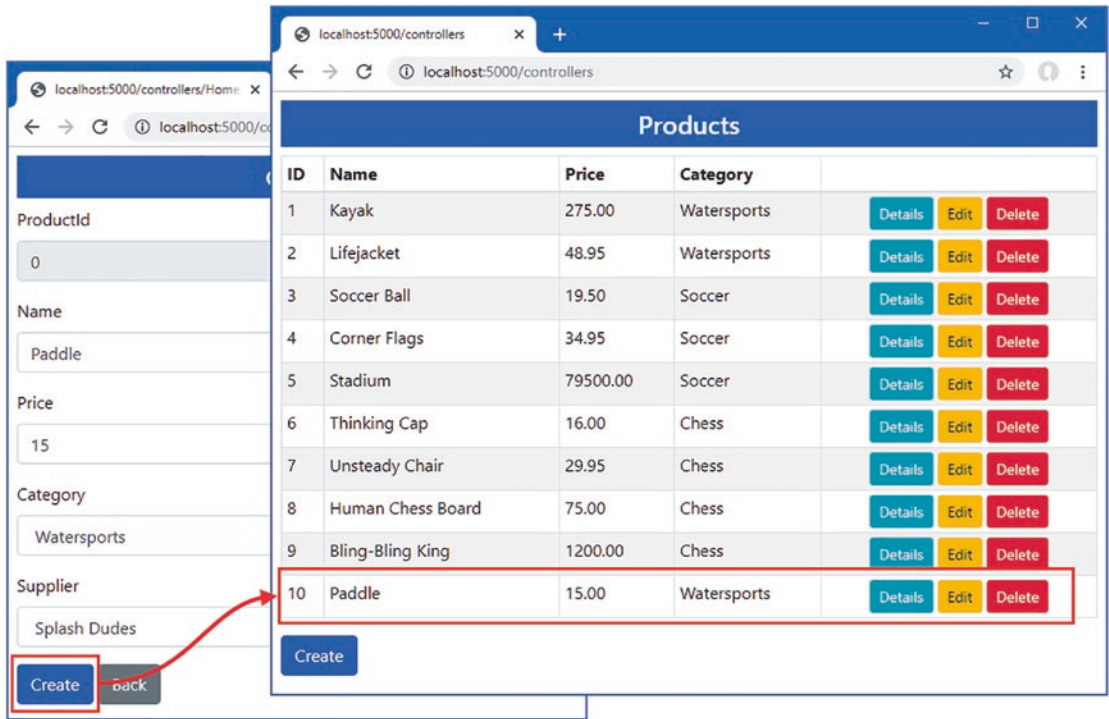 localhost:5000/controllers/Home
localhost:5000/co
ProductId
0
Name
Paddle
Price
15
Category
Watersports
Supplier
Splash Dudes
Create Back
localhost:5000/controllers
localhost:5000/controllers
Products
ID Name Price Category
1 Kayak 275.00 Watersports Details Edit Delete
2 Lifejacket 48.95 Watersports Details Edit Delete
3 Soccer Ball 19.50 Soccer Details Edit Delete
4 Corner Flags 34.95 Soccer Details Edit Delete
5 Stadium 79500.00 Soccer Details Edit Delete
6 Thinking Cap 16.00 Chess Details Edit Delete
7 Unsteady Chair 29.95 Chess Details Edit Delete
8 Human Chess Board 75.00 Chess Details Edit Delete
9 Bling-Bling King 1200.00 Chess Details Edit Delete
10 Paddle 15.00 Watersports Details Edit Delete
Create